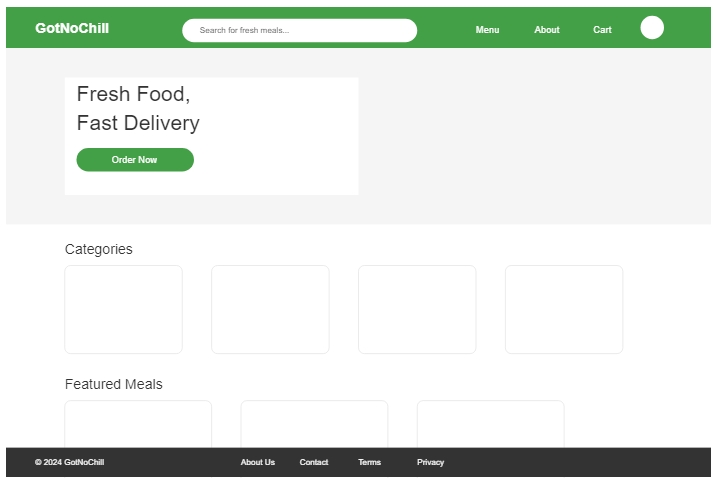 GotNoChill
Search for fresh meals...
Menu
About
Cart
Fresh Food,
Fast Delivery
Order Now
Categories
Featured Meals
© 2024 GotNoChill
About Us
Contact
Terms
Privacy